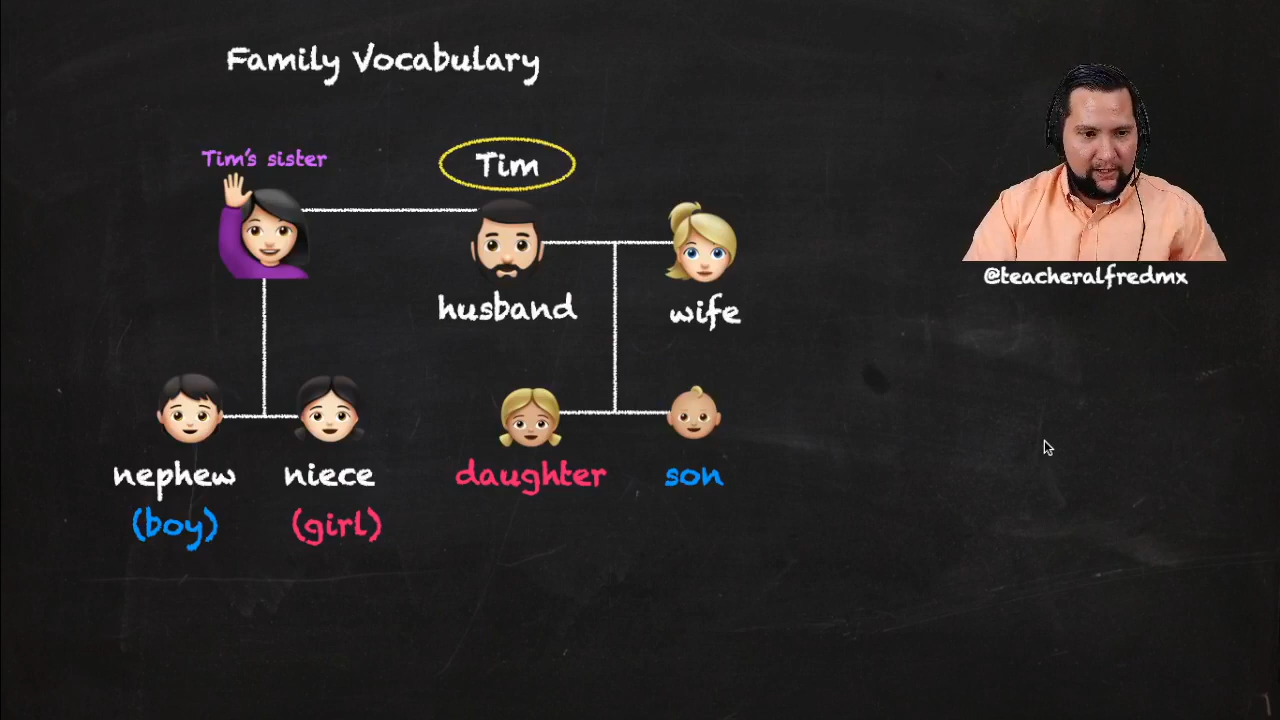 Family Vocabulary
Tim's sister
Tim
husband
wife
@teacheralfredmx
nephew
niece
daughter
son
(boy)
(girl)